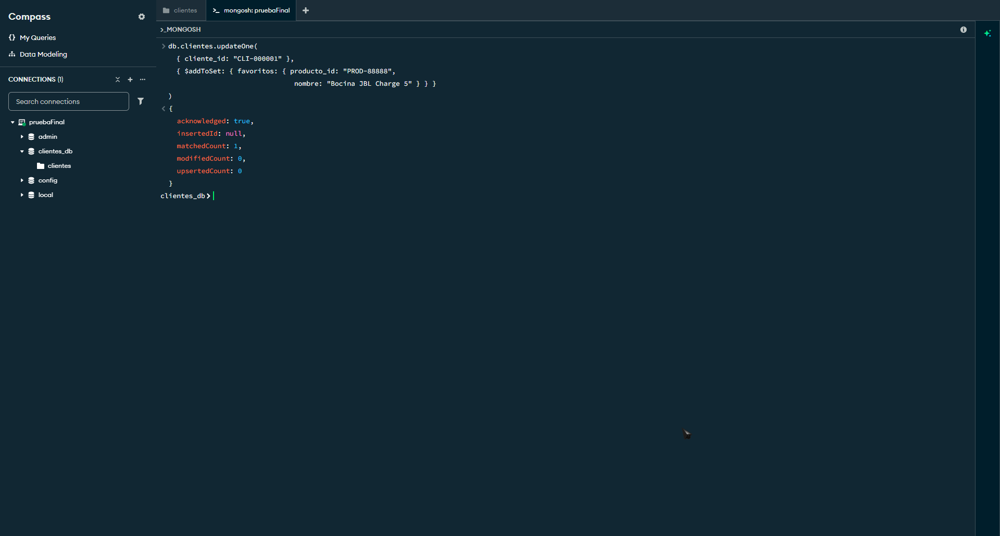 Compass
My Queries
Data Modeling
CONNECTIONS (1)
Search connections
pruebaFinal
admin
clientes_db
clientes
config
local
clientes
>_ mongosh: pruebaFinal
>_MONGOSH
db.clientes.updateOne(
{ cliente_id: "CLI-000001" },
{ $addToSet: { favoritos: { producto_id: "PROD-88888",
nombre: "Bocina JBL Charge 5" } } }
)
{
acknowledged: true,
insertedId: null,
matchedCount: 1,
modifiedCount: 0,
upsertedCount: 0
}
clientes_db>